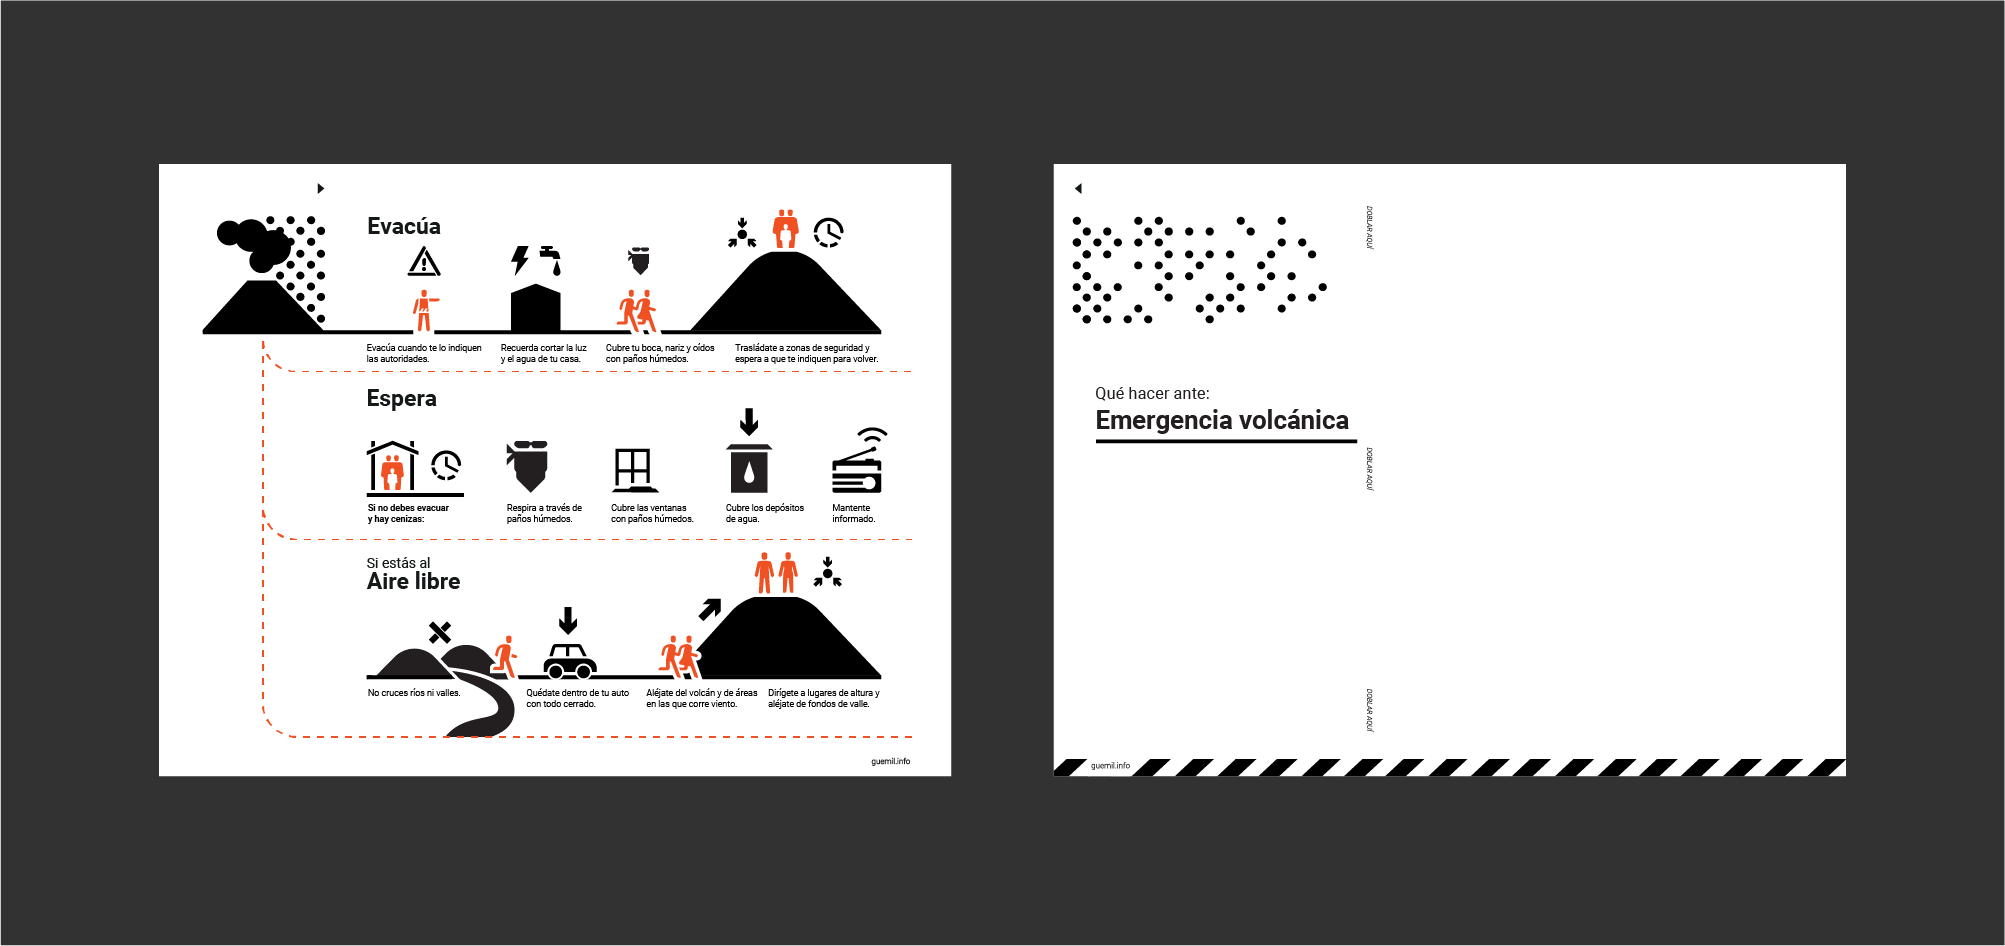 Evacúa
Evacúa cuando te lo indiquen
las autoridades.
Recuerda cortar la luz
y el agua de tu casa.
Cubre tu boca, nariz y oídos
con paños húmedos.
Trasládate a zonas de seguridad y
espera a que te indiquen para volver.
Espera
Si no debes evacuar
y hay cenizas:
Respira a través de
paños húmedos.
Cubre las ventanas
con paños húmedos.
Cubre los depósitos
de agua.
Mantente
informado.
Si estás al
Aire libre
No cruces ríos ni valles.
Quédate dentro de tu auto
con todo cerrado.
Aléjate del volcán y de áreas
en las que corre viento.
Dirígete a lugares de altura y
aléjate de fondos de valle.
guemil.info
DOBLAR AQUÍ
Qué hacer ante:
Emergencia volcánica
DOBLAR AQUÍ
DOBLAR AQUÍ
guemil.info